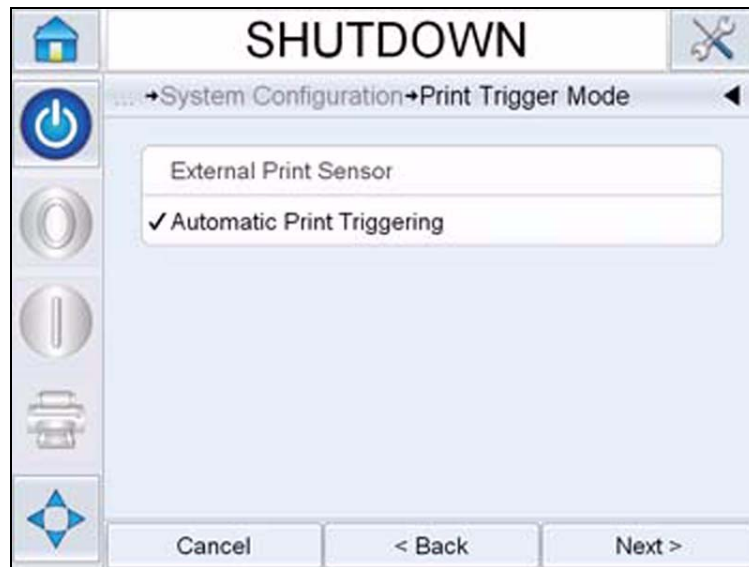 SHUTDOWN
... →System Configuration→Print Trigger Mode
External Print Sensor
✓ Automatic Print Triggering
Cancel
< Back
Next >